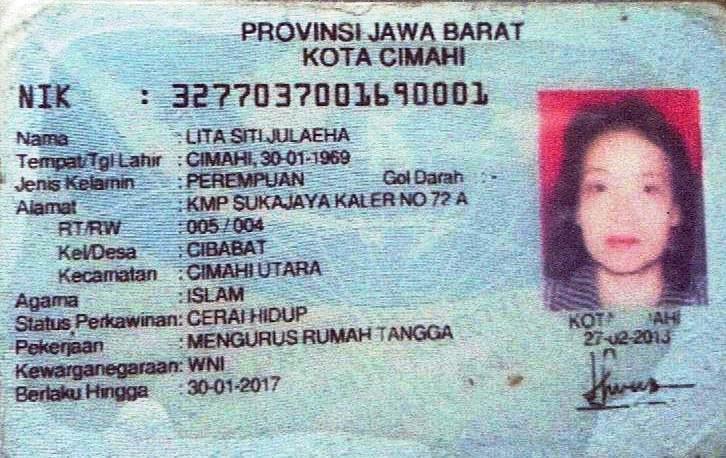 PROVINSI JAWA BARAT
KOTA CIMAHI
NIK : 3277037001690001
Nama : LITA SITI JULAEHA
Tempat/Tgl Lahir : CIMAHI, 30-01-1969
Jenis Kelamin : PEREMPUAN Gol Darah : -
Alamat : KMP SUKAJAYA KALER NO 72 A
RT/RW : 005 / 004
Kel/Desa : CIBABAT
Kecamatan : CIMAHI UTARA
Agama : ISLAM
Status Perkawinan: CERAI HIDUP
Pekerjaan : MENGURUS RUMAH TANGGA
Kewarganegaraan: WNI
Berlaku Hingga : 30-01-2017
KOTA
27-02-2013